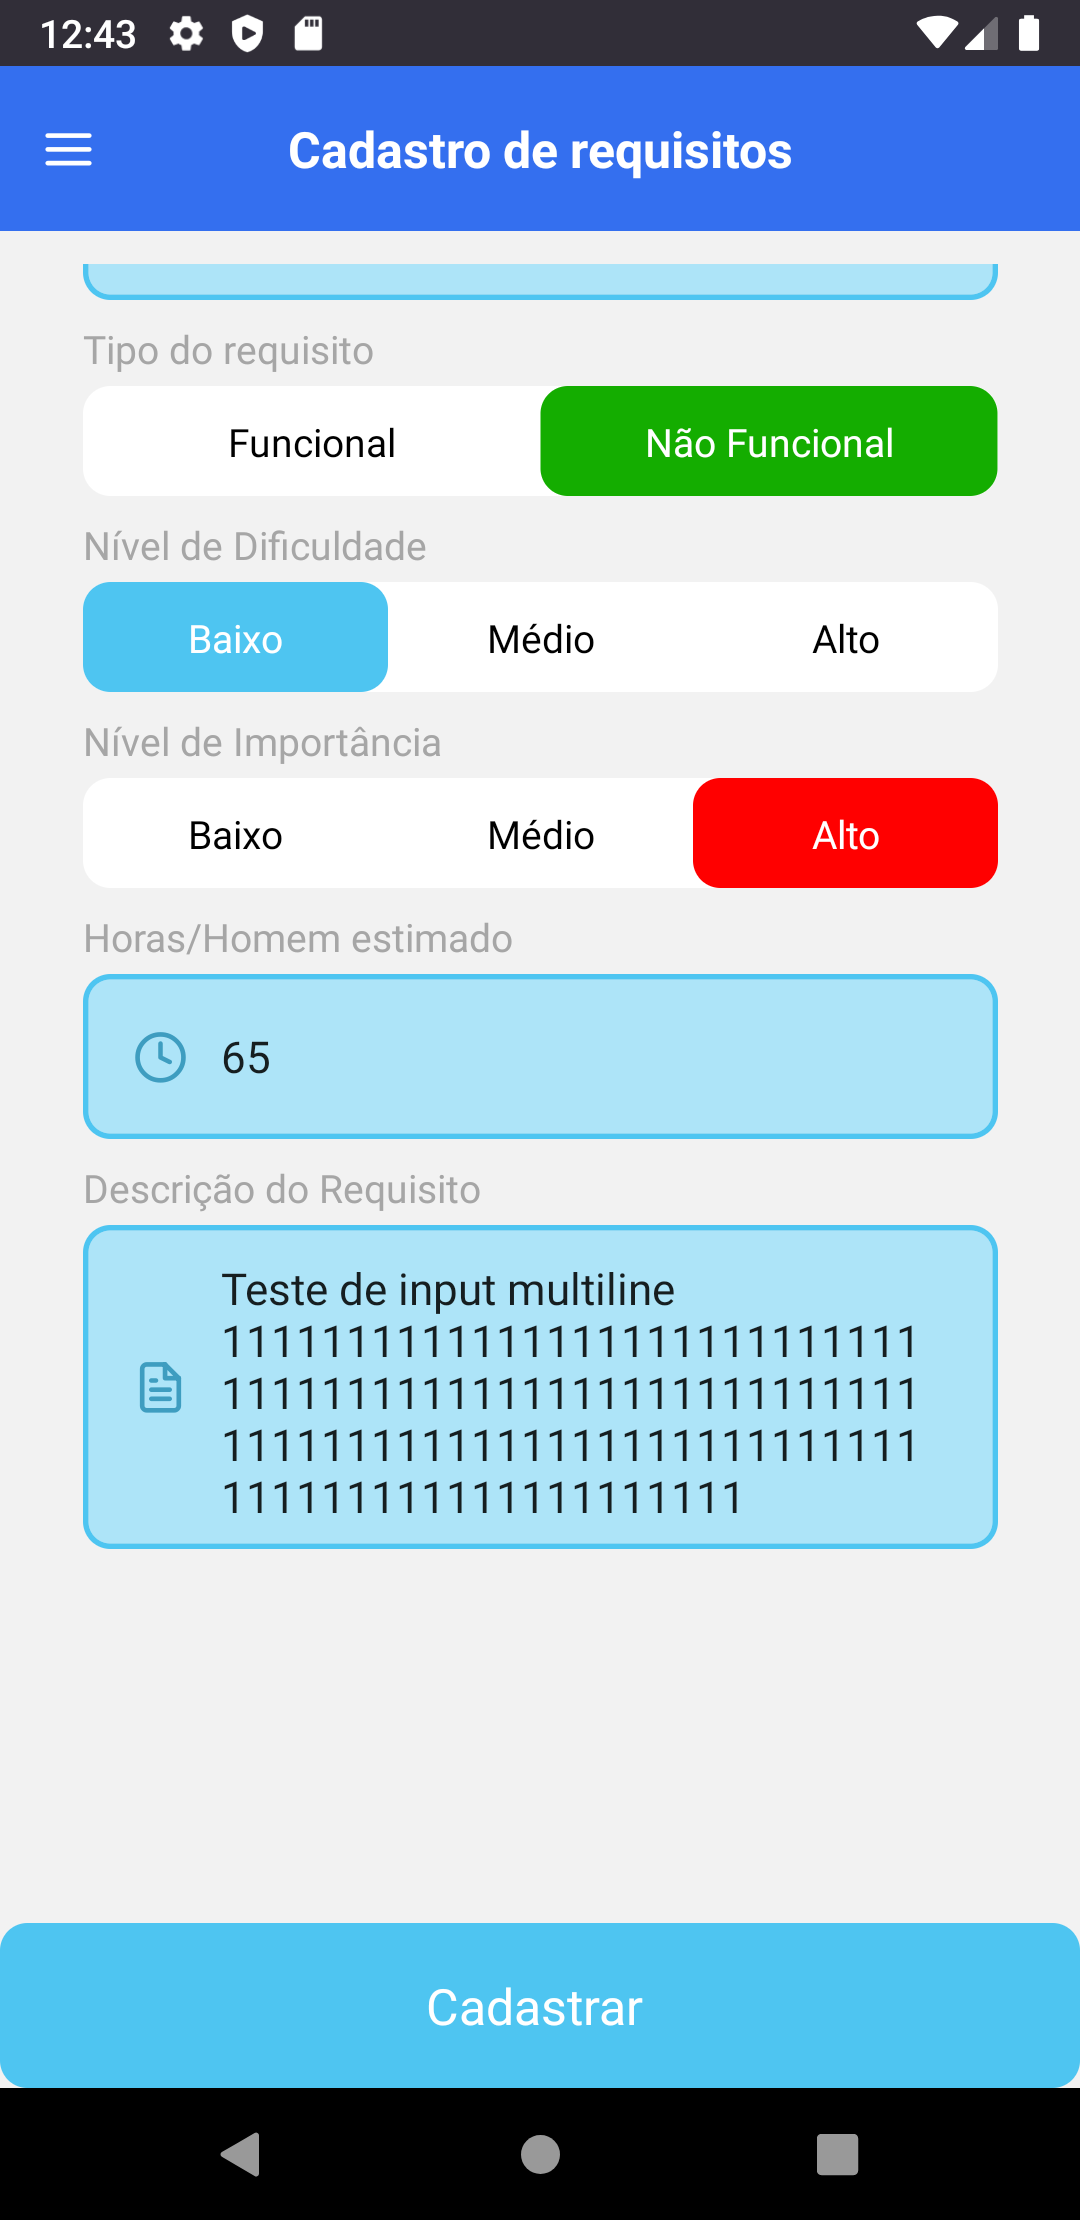 12:43
Cadastro de requisitos
Tipo do requisito
Funcional
Não Funcional
Nível de Dificuldade
Baixo
Médio
Alto
Nível de Importância
Baixo
Médio
Alto
Horas/Homem estimado
65
Descrição do Requisito
Teste de input multiline
1111111111111111111111111111
1111111111111111111111111111
1111111111111111111111111111
111111111111111111111
Cadastrar